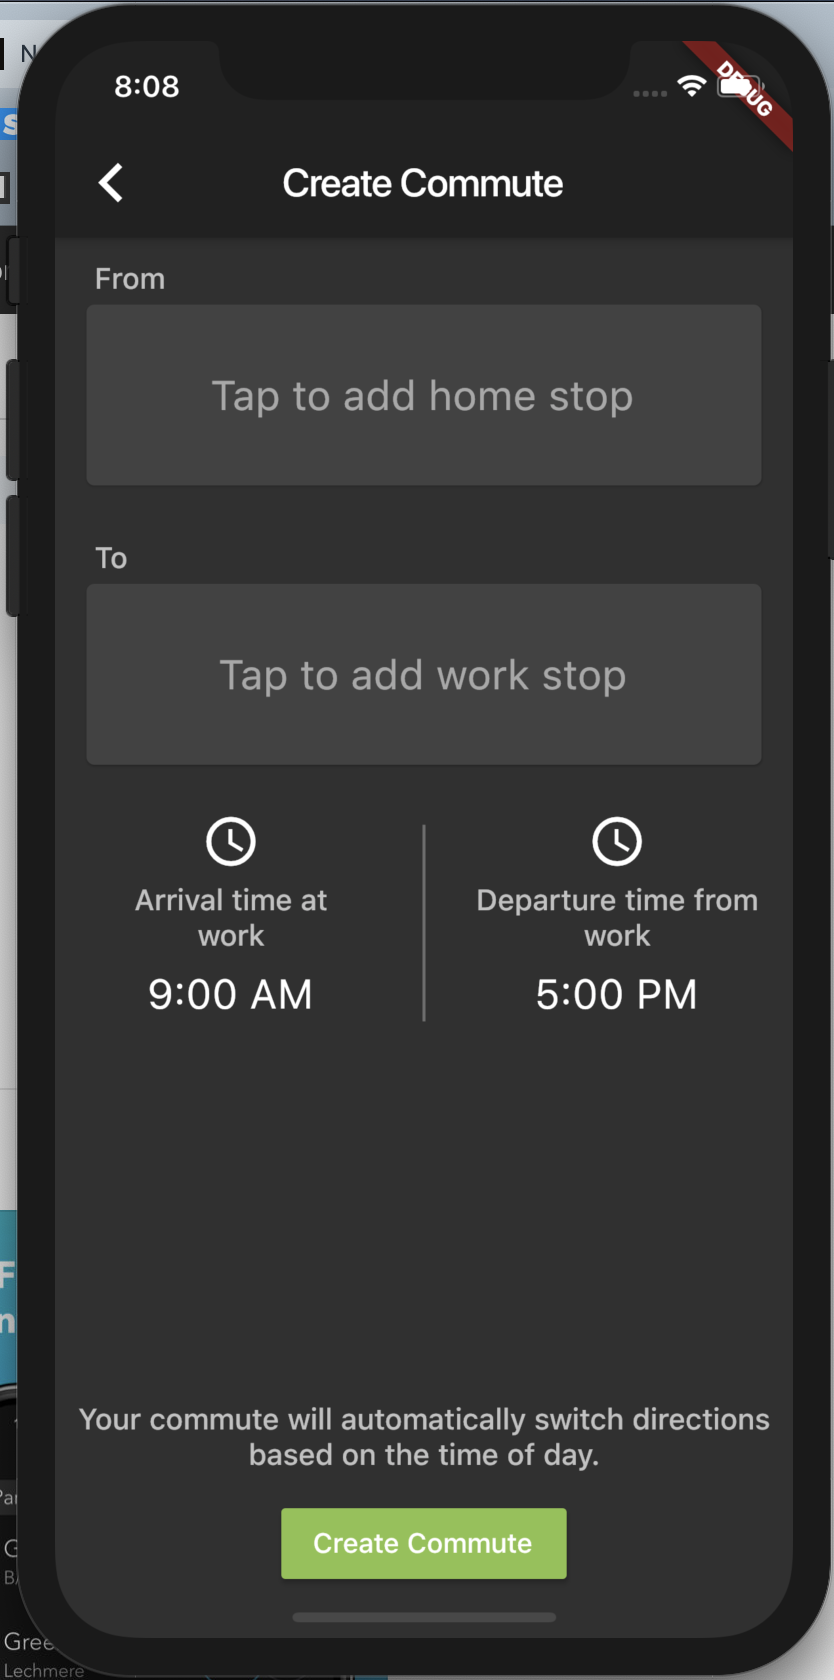 8:08
DEBUG
Create Commute
From
Tap to add home stop
To
Tap to add work stop
Arrival time at
work
9:00 AM
Departure time from
work
5:00 PM
Your commute will automatically switch directions
based on the time of day.
Create Commute
Lechmere